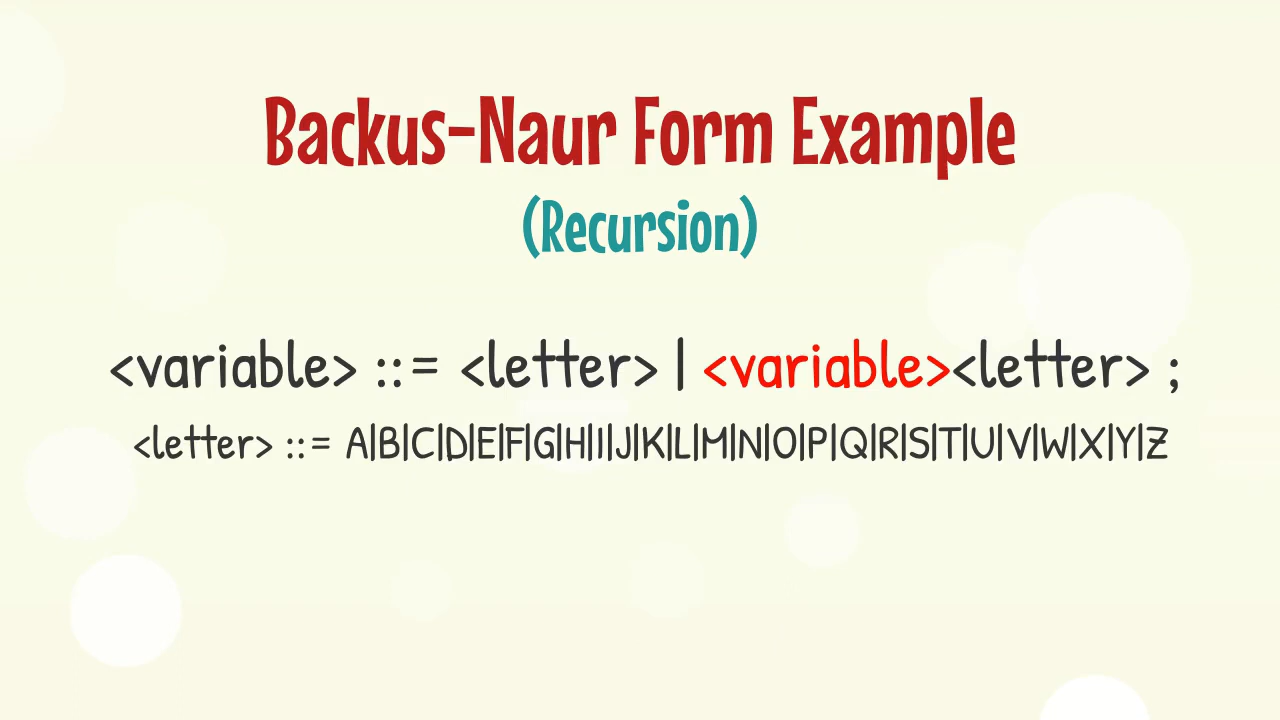 Backus-Naur Form Example
(Recursion)
<variable> ::= <letter> | <variable><letter> ;
<letter> ::= A|B|C|D|E|F|G|H|I|J|K|L|M|N|O|P|Q|R|S|T|U|V|W|X|Y|Z